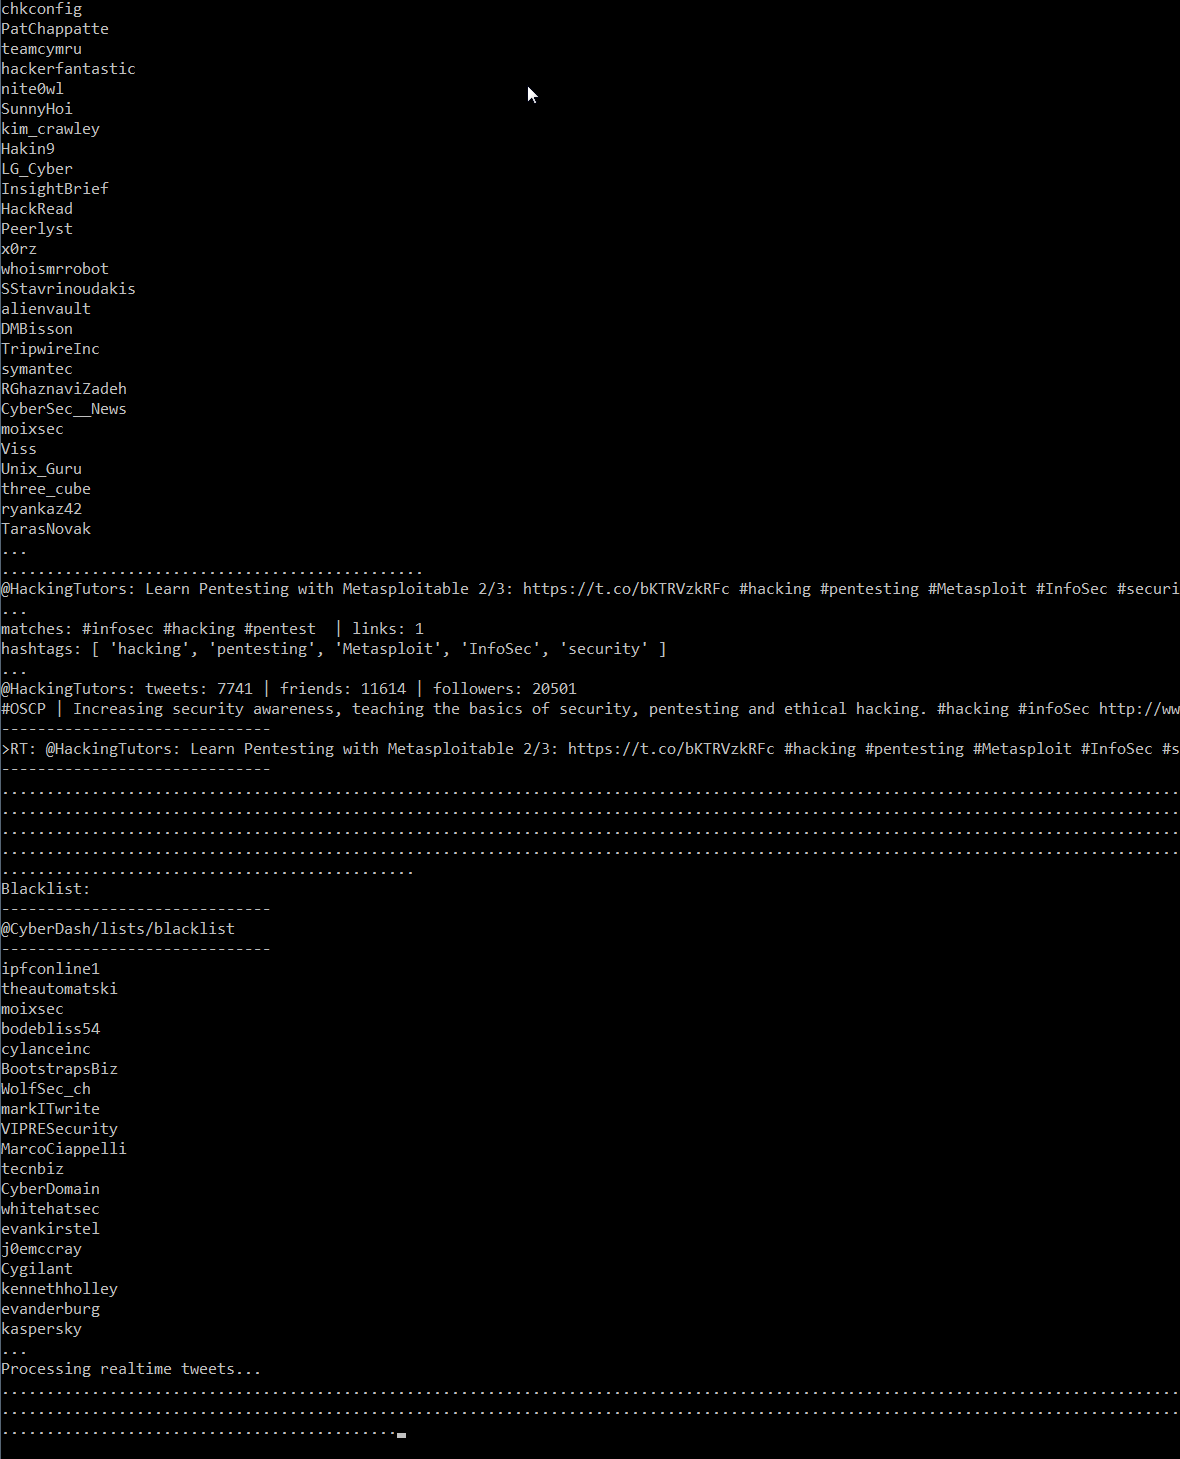 chkconfig
PatChappatte
teamcymru
hackerfantastic
nite0wl
SunnyHoi
kim_crawley
Hakin9
LG_Cyber
InsightBrief
HackRead
Peerlyst
x0rz
whoismrrobot
SStavrinoudakis
alienvault
DMBisson
TripwireInc
symantec
RGhaznaviZadeh
CyberSec__News
moixsec
Viss
Unix_Guru
three_cube
ryankaz42
TarasNovak
...
...............................................
@HackingTutors: Learn Pentesting with Metasploitable 2/3: https://t.co/bKTRVzkRFc #hacking #pentesting #Metasploit #InfoSec #securi
...
matches: #infosec #hacking #pentest  | links: 1
hashtags: [ 'hacking', 'pentesting', 'Metasploit', 'InfoSec', 'security' ]
...
@HackingTutors: tweets: 7741 | friends: 11614 | followers: 20501
#OSCP | Increasing security awareness, teaching the basics of security, pentesting and ethical hacking. #hacking #infoSec http://ww
------------------------------
>RT: @HackingTutors: Learn Pentesting with Metasploitable 2/3: https://t.co/bKTRVzkRFc #hacking #pentesting #Metasploit #InfoSec #s
------------------------------
...................................................................................................................................
...................................................................................................................................
...................................................................................................................................
...................................................................................................................................
..............................................
Blacklist:
------------------------------
@CyberDash/lists/blacklist
------------------------------
ipfconline1
theautomatski
moixsec
bodebliss54
cylanceinc
BootstrapsBiz
WolfSec_ch
markITwrite
VIPRESecurity
MarcoCiappelli
tecnbiz
CyberDomain
whitehatsec
evankirstel
j0emccray
Cygilant
kennethholley
evanderburg
kaspersky
...
Processing realtime tweets...
...................................................................................................................................
...................................................................................................................................
............................................